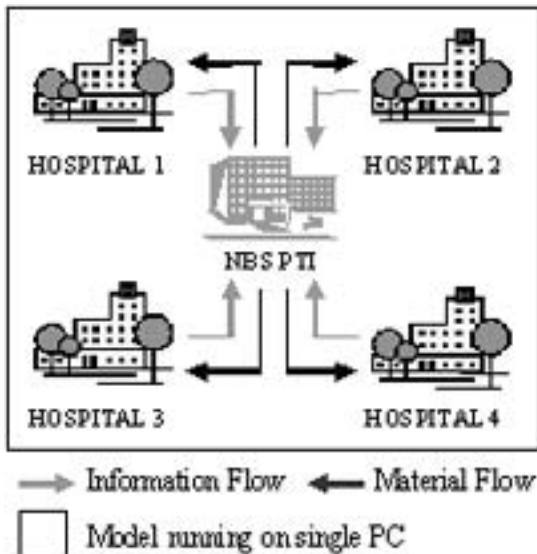 HOSPITAL 1
HOSPITAL 2
NBS PTI
HOSPITAL 3
HOSPITAL 4
Information Flow
Material Flow
Model running on single PC